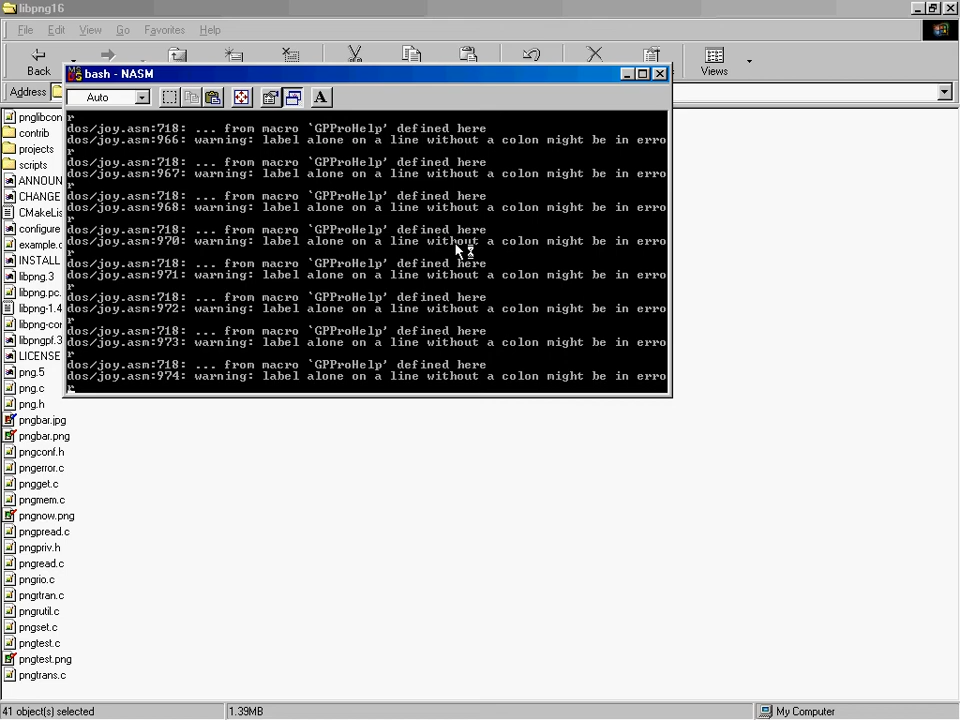 libpng16
File Edit View Go Favorites Help
Back
Views
Address
bash - NASM
Auto
r
dos/joy.asm:718: ... from macro `GPProHelp' defined here
dos/joy.asm:966: warning: label alone on a line without a colon might be in erro
r
dos/joy.asm:718: ... from macro `GPProHelp' defined here
dos/joy.asm:967: warning: label alone on a line without a colon might be in erro
r
dos/joy.asm:718: ... from macro `GPProHelp' defined here
dos/joy.asm:968: warning: label alone on a line without a colon might be in erro
r
dos/joy.asm:718: ... from macro `GPProHelp' defined here
dos/joy.asm:970: warning: label alone on a line without a colon might be in erro
r
dos/joy.asm:718: ... from macro `GPProHelp' defined here
dos/joy.asm:971: warning: label alone on a line without a colon might be in erro
r
dos/joy.asm:718: ... from macro `GPProHelp' defined here
dos/joy.asm:972: warning: label alone on a line without a colon might be in erro
r
dos/joy.asm:718: ... from macro `GPProHelp' defined here
dos/joy.asm:973: warning: label alone on a line without a colon might be in erro
r
dos/joy.asm:718: ... from macro `GPProHelp' defined here
dos/joy.asm:974: warning: label alone on a line without a colon might be in erro
r
pnglibcon
contrib
projects
scripts
ANNOUN
CHANGE
CMakeLis
configure
example.c
INSTALL
libpng.3
libpng.pc.
libpng-1.4
libpng-cor
libpngpf.3
LICENSE
png.5
png.c
png.h
pngbar.jpg
pngbar.png
pngconf.h
pngerror.c
pngget.c
pngmem.c
pngnow.png
pngpread.c
pngpriv.h
pngread.c
pngrio.c
pngrtran.c
pngrutil.c
pngset.c
pngtest.c
pngtest.png
pngtrans.c
41 object(s) selected
1.39MB
My Computer